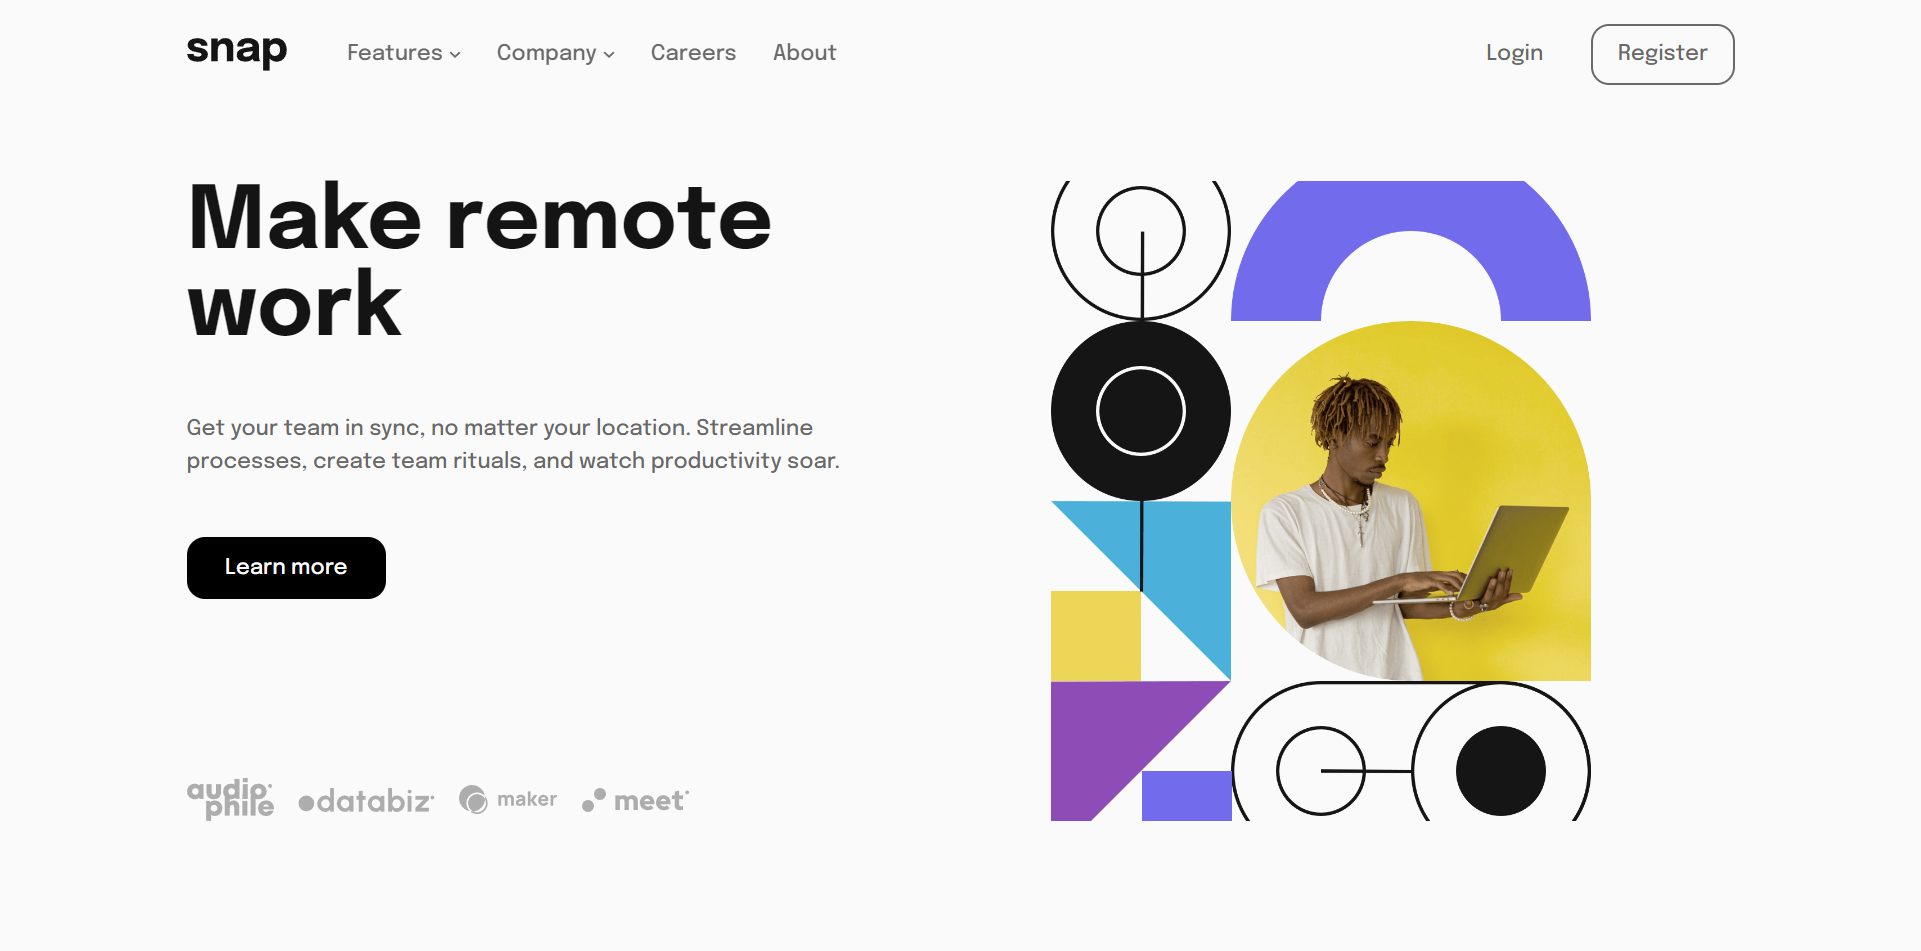 snap Features Company Careers About Login Register
Make remote
work
Get your team in sync, no matter your location. Streamline
processes, create team rituals, and watch productivity soar.
Learn more
audiophile databiz maker meet